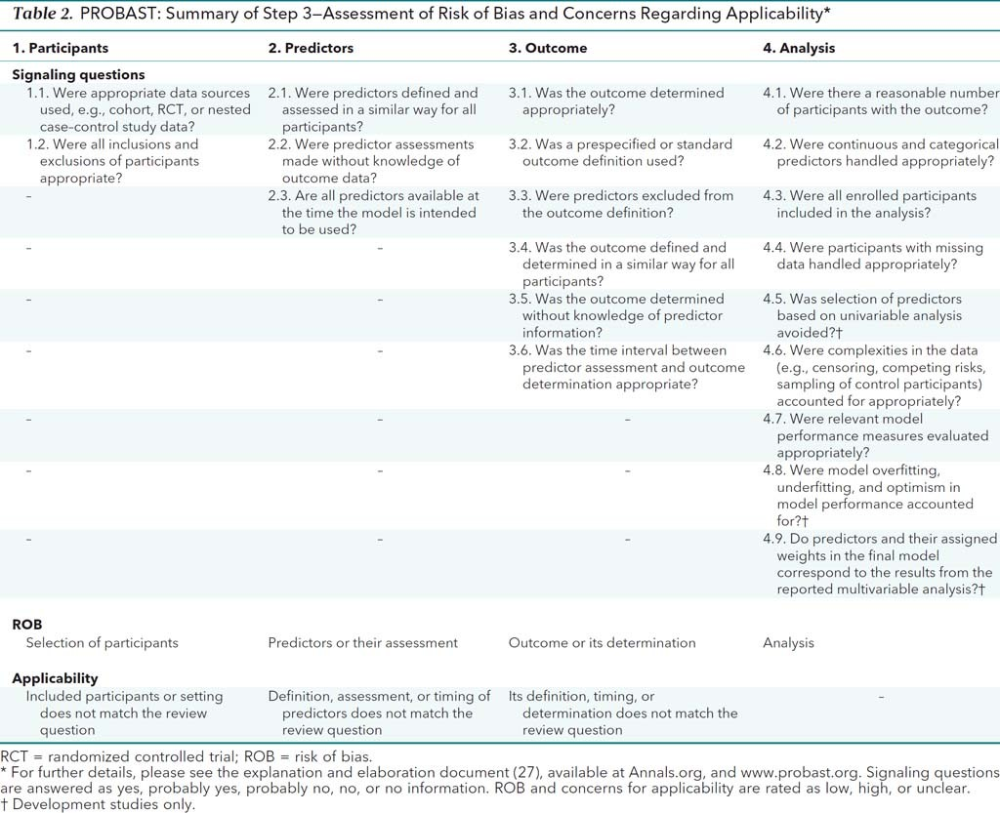 Table 2. PROBAST: Summary of Step 3—Assessment of Risk of Bias and Concerns Regarding Applicability*
1. Participants
2. Predictors
3. Outcome
4. Analysis
Signaling questions
1.1. Were appropriate data sources
used, e.g., cohort, RCT, or nested
case–control study data?
2.1. Were predictors defined and
assessed in a similar way for all
participants?
3.1. Was the outcome determined
appropriately?
4.1. Were there a reasonable number
of participants with the outcome?
1.2. Were all inclusions and
exclusions of participants
appropriate?
2.2. Were predictor assessments
made without knowledge of
outcome data?
3.2. Was a prespecified or standard
outcome definition used?
4.2. Were continuous and categorical
predictors handled appropriately?
–
2.3. Are all predictors available at
the time the model is intended
to be used?
3.3. Were predictors excluded from
the outcome definition?
4.3. Were all enrolled participants
included in the analysis?
–
–
3.4. Was the outcome defined and
determined in a similar way for all
participants?
4.4. Were participants with missing
data handled appropriately?
–
–
3.5. Was the outcome determined
without knowledge of predictor
information?
4.5. Was selection of predictors
based on univariable analysis
avoided?†
–
–
3.6. Was the time interval between
predictor assessment and outcome
determination appropriate?
4.6. Were complexities in the data
(e.g., censoring, competing risks,
sampling of control participants)
accounted for appropriately?
–
–
–
4.7. Were relevant model
performance measures evaluated
appropriately?
–
–
–
4.8. Were model overfitting,
underfitting, and optimism in
model performance accounted
for?†
–
–
–
4.9. Do predictors and their assigned
weights in the final model
correspond to the results from the
reported multivariable analysis?†
ROB
Selection of participants
Predictors or their assessment
Outcome or its determination
Analysis
Applicability
Included participants or setting
does not match the review
question
Definition, assessment, or timing of
predictors does not match the
review question
Its definition, timing, or
determination does not match the
review question
–
RCT = randomized controlled trial; ROB = risk of bias.
* For further details, please see the explanation and elaboration document (27), available at Annals.org, and www.probast.org. Signaling questions
are answered as yes, probably yes, probably no, no, or no information. ROB and concerns for applicability are rated as low, high, or unclear.
† Development studies only.